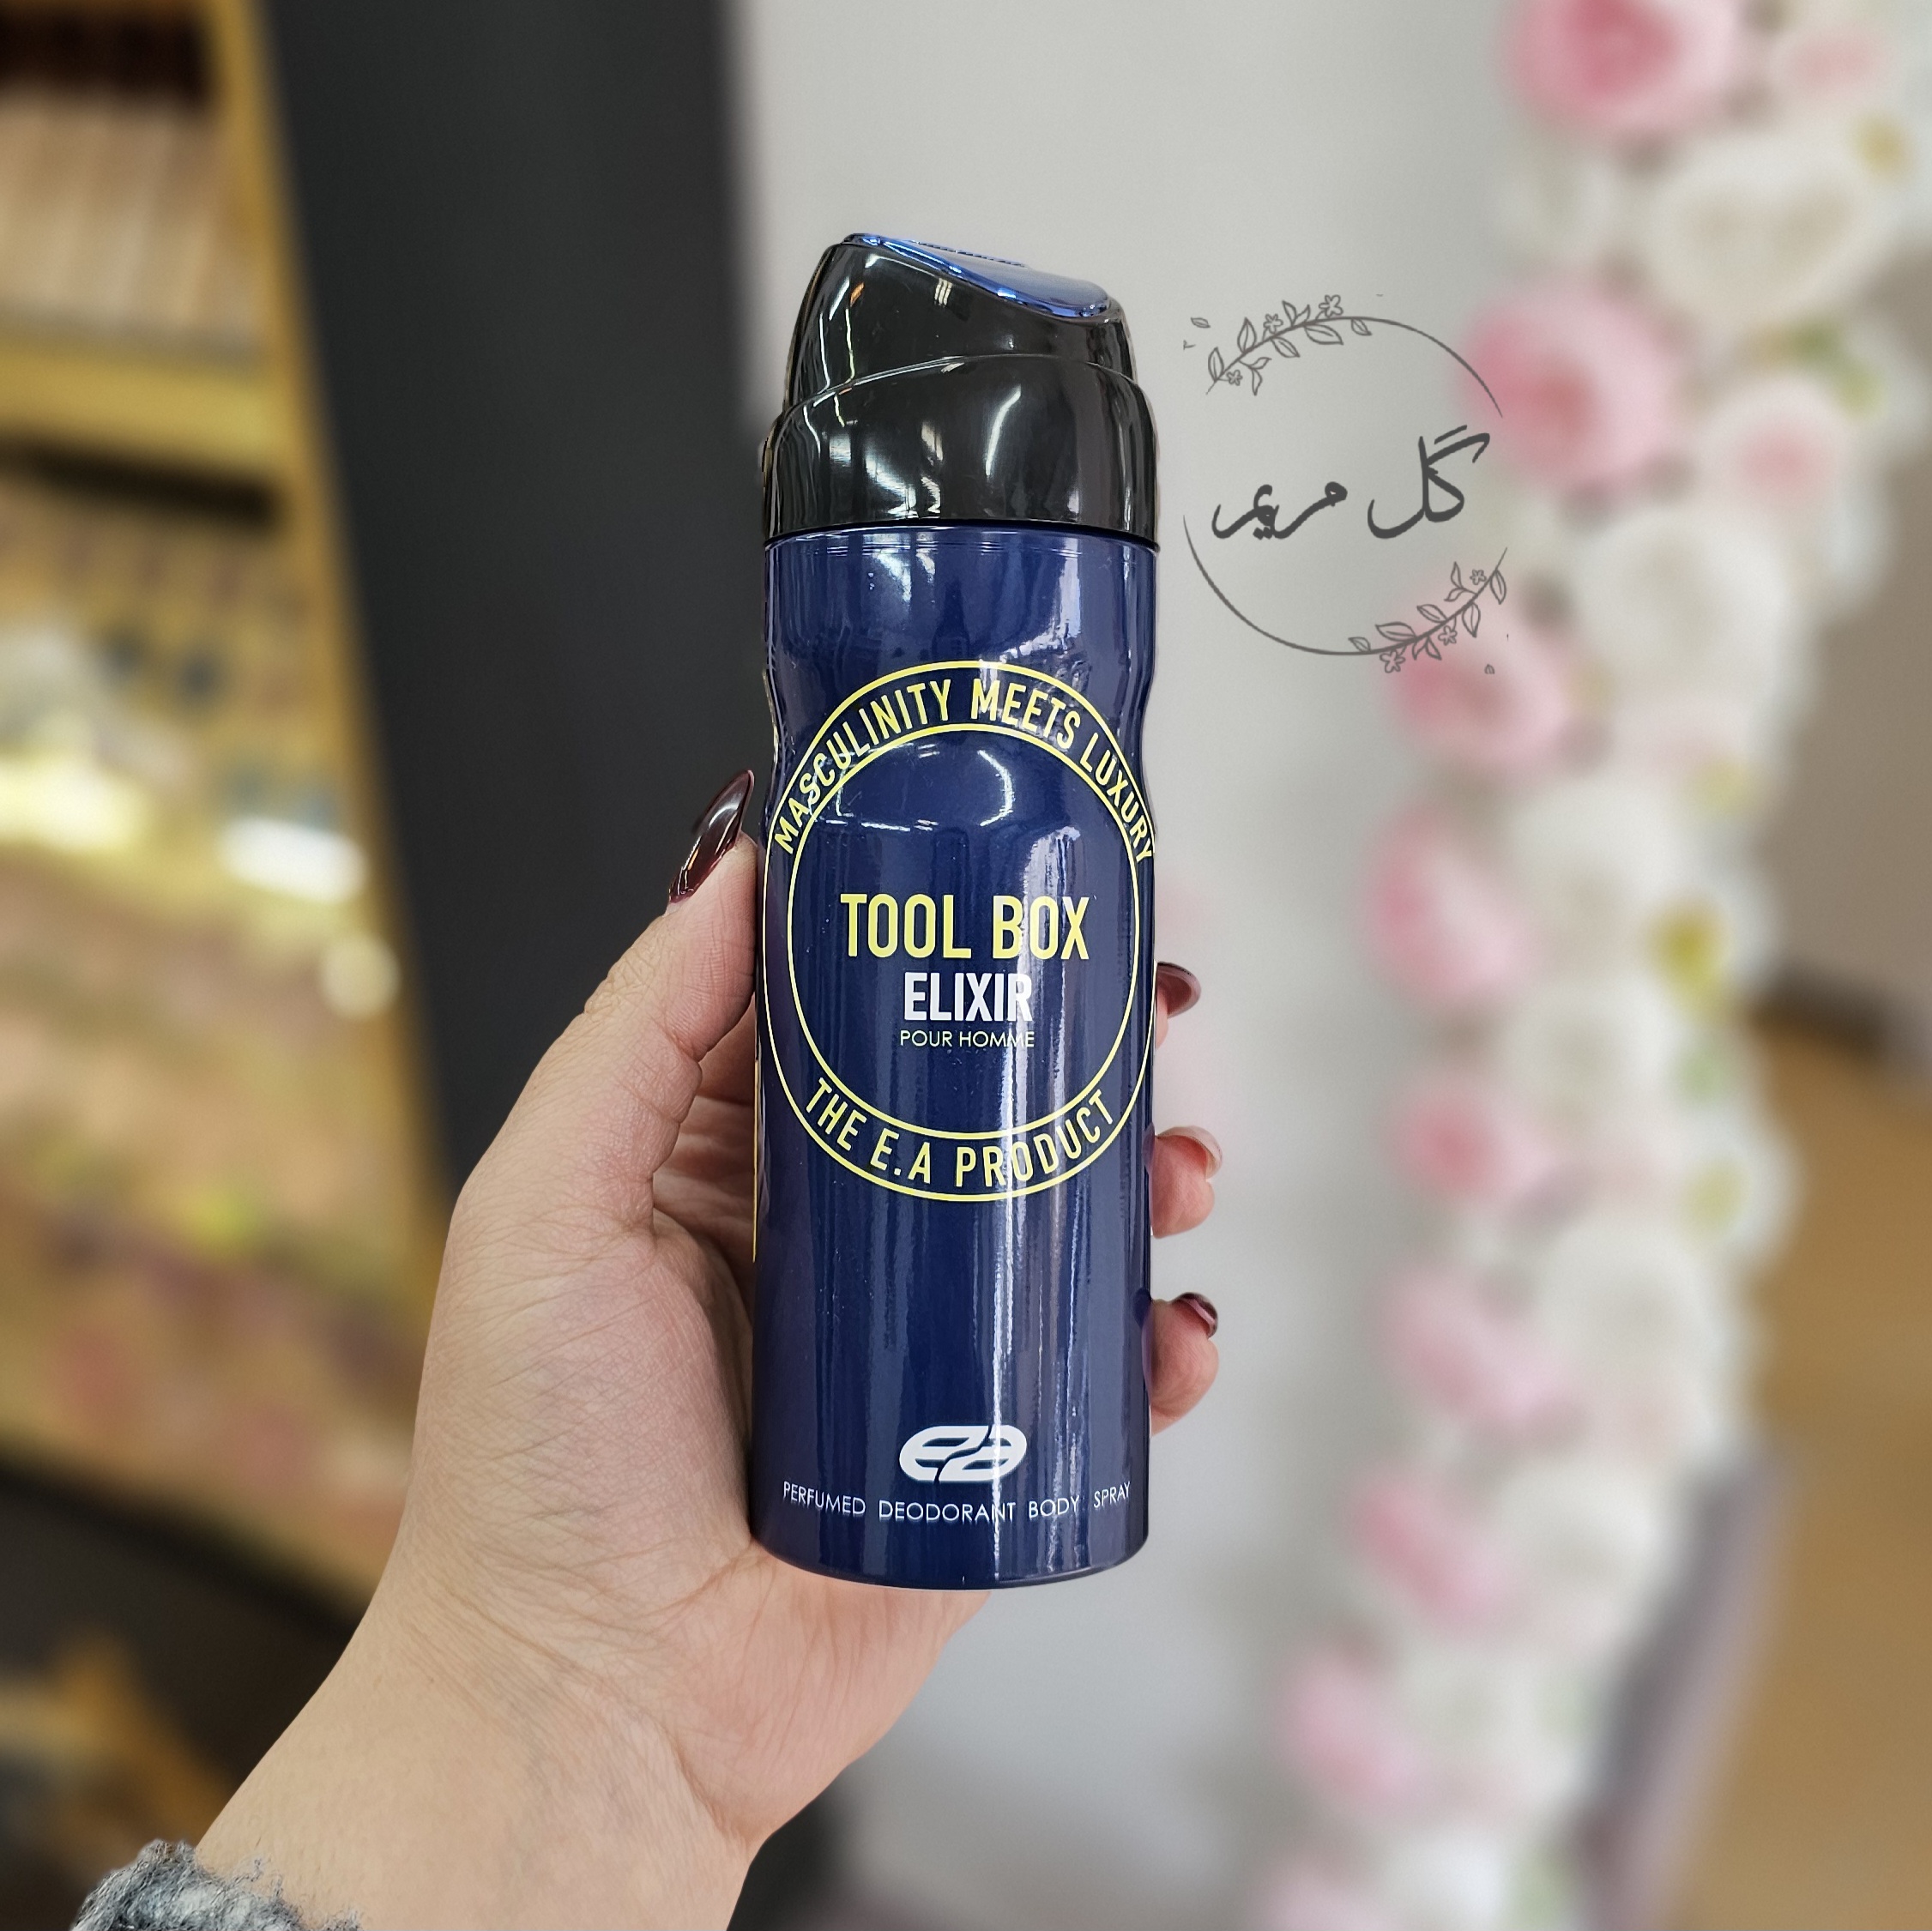 گل مریم
MASCULINITY MEETS LUXURY
TOOL BOX
ELIXIR
POUR HOMME
THE E.A PRODUCT
ea
PERFUMED DEODORANT BODY SPRAY